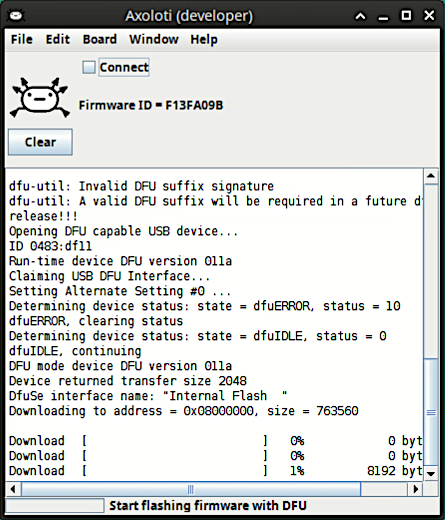 Axoloti (developer)
File Edit Board Window Help
Connect
Firmware ID = F13FA09B
Clear
dfu-util: Invalid DFU suffix signature
dfu-util: A valid DFU suffix will be required in a future d
release!!!
Opening DFU capable USB device...
ID 0483:df11
Run-time device DFU version 011a
Claiming USB DFU Interface...
Setting Alternate Setting #0 ...
Determining device status: state = dfuERROR, status = 10
dfuERROR, clearing status
Determining device status: state = dfuIDLE, status = 0
dfuIDLE, continuing
DFU mode device DFU version 011a
Device returned transfer size 2048
DfuSe interface name: "Internal Flash  "
Downloading to address = 0x08000000, size = 763560
Download [ ] 0% 0 byt
Download [ ] 0% 0 byt
Download [ ] 1% 8192 byt
Start flashing firmware with DFU